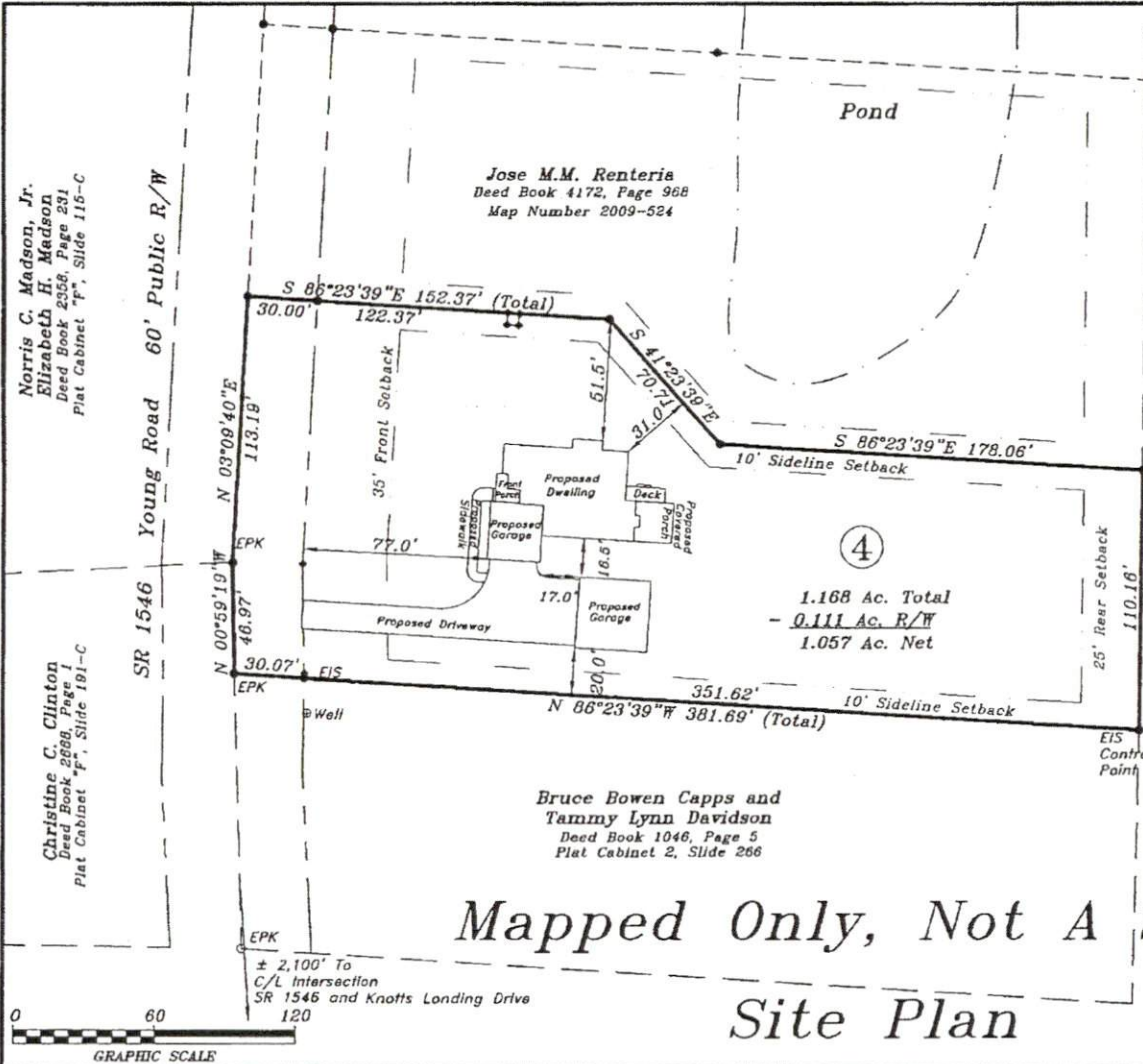 Pond
Jose M.M. Renteria
Deed Book 4172, Page 968
Map Number 2009-524
Norris C. Madson, Jr.
Elizabeth H. Madson
Deed Book 2358, Page 231
Plat Cabinet "F", Slide 115-C
SR 1546 Young Road 60' Public R/W
S 86°23'39"E 152.37' (Total)
30.00'
122.37'
S 41°23'39"E
70.71'
31.0'
51.5'
S 86°23'39"E 178.06'
10' Sideline Setback
N 03°09'40"E
113.19'
35' Front Setback
Front
Porch
Proposed
Dwelling
Deck
Proposed
Covered
Porch
Proposed
Sidewalk
Proposed
Garage
77.0'
16.5'
17.0'
Proposed
Garage
Proposed Driveway
20.0'
4
1.168 Ac. Total
- 0.111 Ac. R/W
1.057 Ac. Net
25' Rear Setback
110.16'
EPK
N 00°59'19"W
46.97'
30.07'
EPK
EIS
Well
351.62'
N 86°23'39"W 381.69' (Total)
10' Sideline Setback
EIS
Contr
Point
Christine C. Clinton
Deed Book 2688, Page 1
Plat Cabinet "F", Slide 191-C
Bruce Bowen Capps and
Tammy Lynn Davidson
Deed Book 1046, Page 5
Plat Cabinet 2, Slide 266
Mapped Only, Not A
EPK
± 2,100' To
C/L Intersection
SR 1546 and Knotts Landing Drive
Site Plan
0 60 120
GRAPHIC SCALE